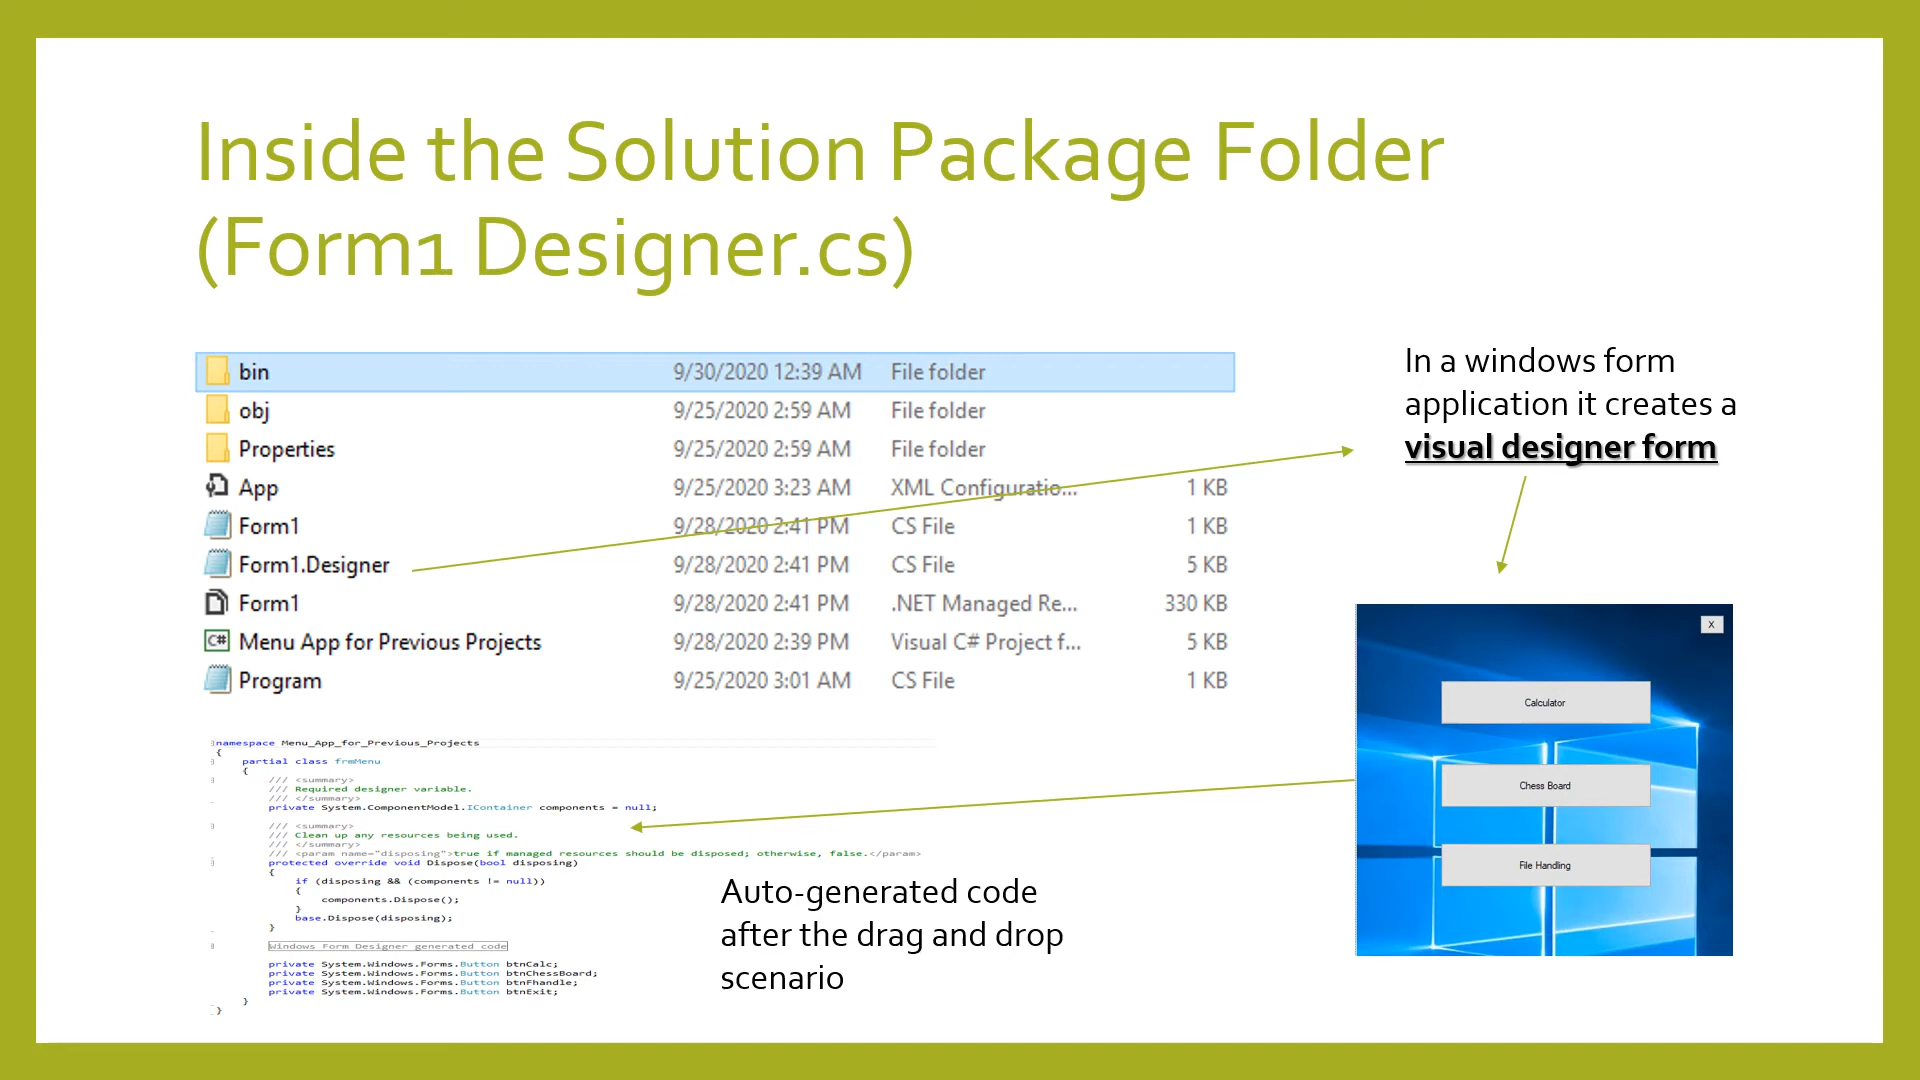 Inside the Solution Package Folder
(Form1 Designer.cs)
bin 9/30/2020 12:39 AM File folder
obj 9/25/2020 2:59 AM File folder
Properties 9/25/2020 2:59 AM File folder
App 9/25/2020 3:23 AM XML Configuratio... 1 KB
Form1 9/28/2020 2:41 PM CS File 1 KB
Form1.Designer 9/28/2020 2:41 PM CS File 5 KB
Form1 9/28/2020 2:41 PM .NET Managed Re... 330 KB
C# Menu App for Previous Projects 9/28/2020 2:39 PM Visual C# Project f... 5 KB
Program 9/25/2020 3:01 AM CS File 1 KB
In a windows form
application it creates a
visual designer form
X
Calculator
Chess Board
File Handling
namespace Menu_App_for_Previous_Projects
{
partial class frmMenu
{
/// <summary>
/// Required designer variable.
/// </summary>
private System.ComponentModel.IContainer components = null;
/// <summary>
/// Clean up any resources being used.
/// </summary>
/// <param name="disposing">true if managed resources should be disposed; otherwise, false.</param>
protected override void Dispose(bool disposing)
{
if (disposing && (components != null))
{
components.Dispose();
}
base.Dispose(disposing);
}
Windows Form Designer generated code
private System.Windows.Forms.Button btnCalc;
private System.Windows.Forms.Button btnChessBoard;
private System.Windows.Forms.Button btnFhandle;
private System.Windows.Forms.Button btnExit;
}
}
Auto-generated code
after the drag and drop
scenario